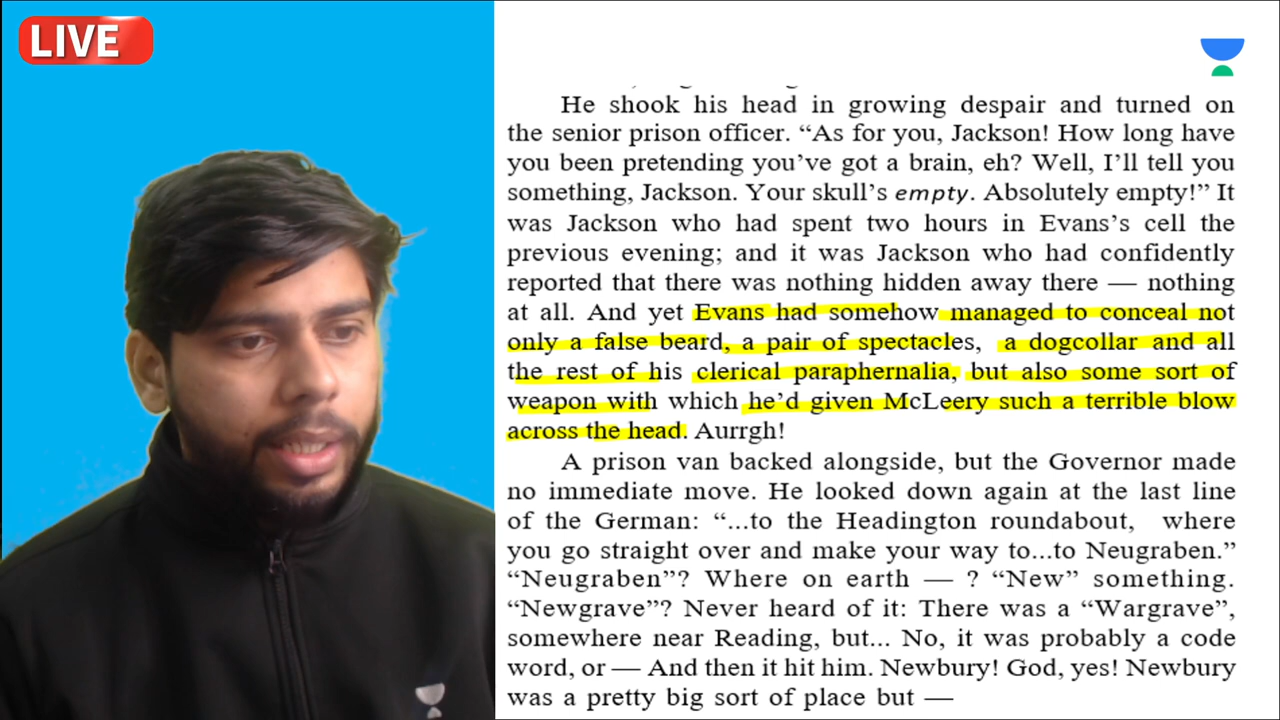 LIVE
He shook his head in growing despair and turned on
the senior prison officer. “As for you, Jackson! How long have
you been pretending you’ve got a brain, eh? Well, I’ll tell you
something, Jackson. Your skull’s empty. Absolutely empty!” It
was Jackson who had spent two hours in Evans’s cell the
previous evening; and it was Jackson who had confidently
reported that there was nothing hidden away there — nothing
at all. And yet Evans had somehow managed to conceal not
only a false beard, a pair of spectacles, a dogcollar and all
the rest of his clerical paraphernalia, but also some sort of
weapon with which he’d given McLeery such a terrible blow
across the head. Aurrgh!
A prison van backed alongside, but the Governor made
no immediate move. He looked down again at the last line
of the German: “...to the Headington roundabout, where
you go straight over and make your way to...to Neugraben.”
“Neugraben”? Where on earth — ? “New” something.
“Newgrave”? Never heard of it: There was a “Wargrave”,
somewhere near Reading, but... No, it was probably a code
word, or — And then it hit him. Newbury! God, yes! Newbury
was a pretty big sort of place but —